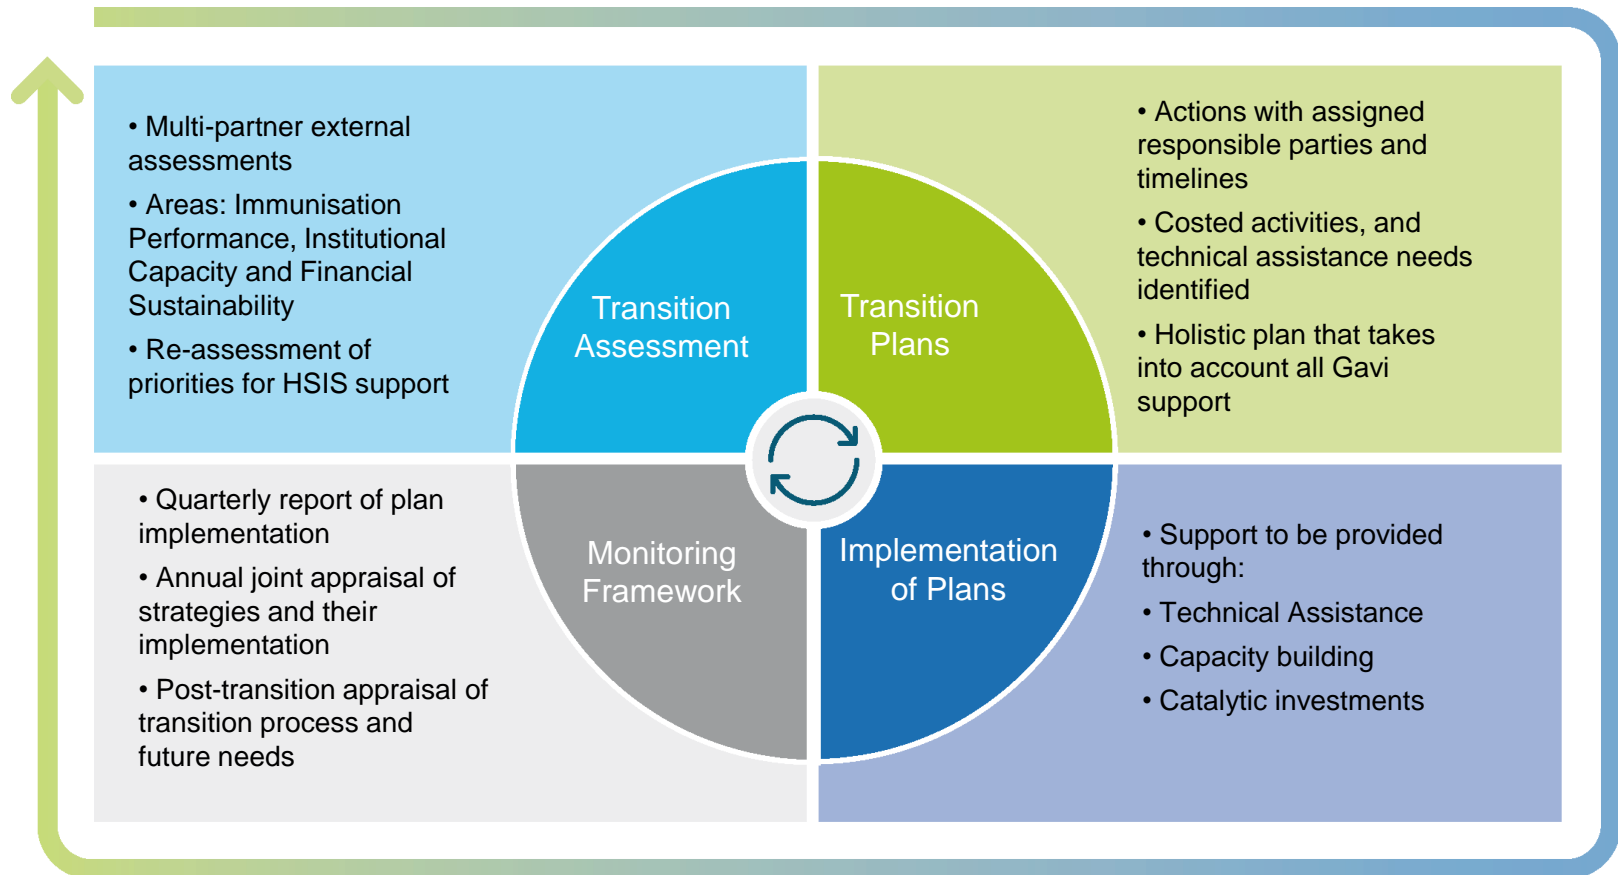 • Multi-partner external
assessments
• Areas: Immunisation
Performance, Institutional
Capacity and Financial
Sustainability
• Re-assessment of
priorities for HSIS support
Transition
Assessment
Transition
Plans
• Actions with assigned
responsible parties and
timelines
• Costed activities, and
technical assistance needs
identified
• Holistic plan that takes
into account all Gavi
support
• Quarterly report of plan
implementation
• Annual joint appraisal of
strategies and their
implementation
• Post-transition appraisal of
transition process and
future needs
Monitoring
Framework
Implementation
of Plans
• Support to be provided
through:
• Technical Assistance
• Capacity building
• Catalytic investments